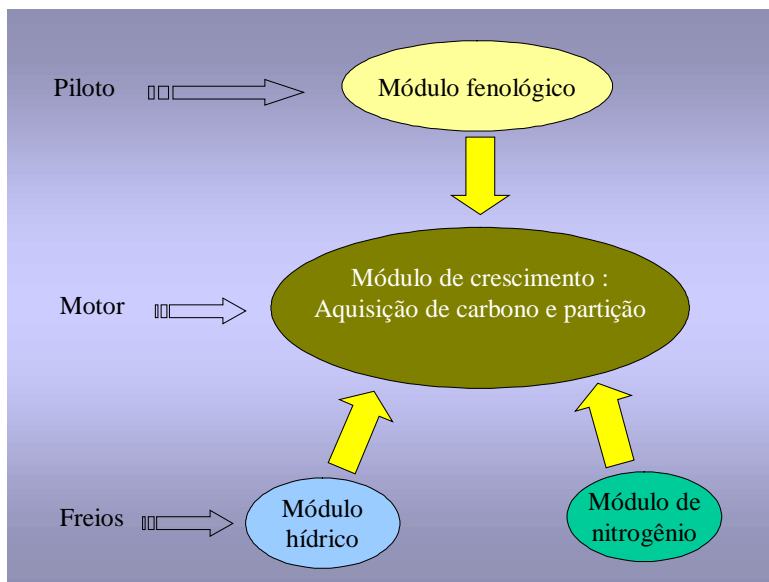 Piloto
Módulo fenológico
Motor
Módulo de crescimento :
Aquisição de carbono e partição
Freios
Módulo
hídrico
Módulo de
nitrogênio